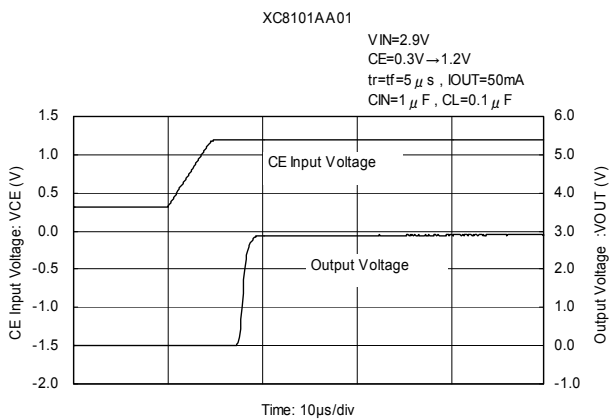 XC8101AA01
VIN=2.9V
CE=0.3V→1.2V
tr=tf=5μs , IOUT=50mA
CIN=1μF , CL=0.1μF
CE Input Voltage: VCE (V)
1.5
1.0
0.5
0.0
-0.5
-1.0
-1.5
-2.0
CE Input Voltage
Output Voltage
6.0
5.0
4.0
3.0
2.0
1.0
0.0
-1.0
Output Voltage :VOUT (V)
Time: 10μs/div